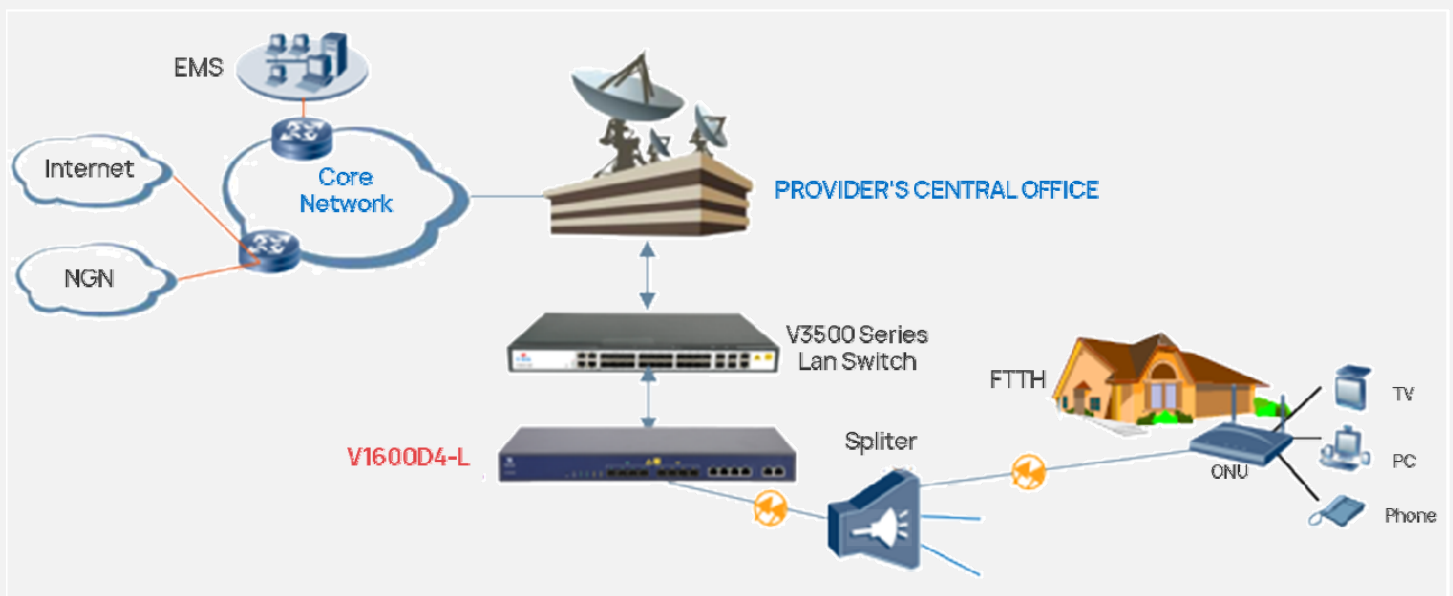 EMS
Internet
Core
Network
NGN
PROVIDER'S CENTRAL OFFICE
V3500 Series
Lan Switch
V1600D4-L
Spliter
FTTH
ONU
TV
PC
Phone